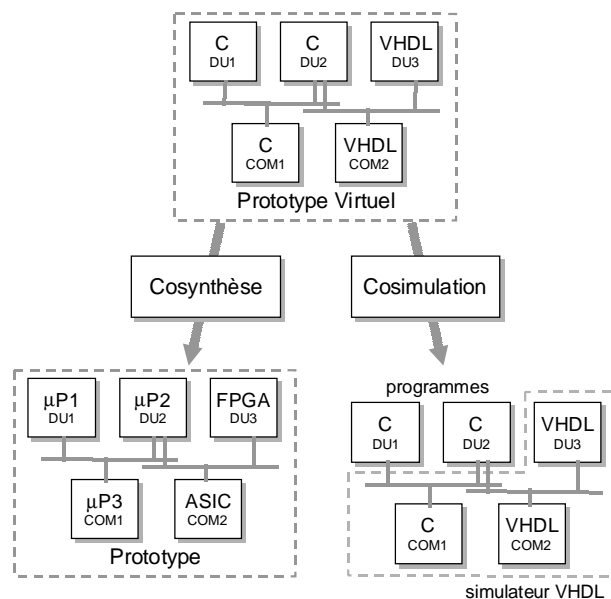 C C VHDL
DU1 DU2 DU3
C VHDL
COM1 COM2
Prototype Virtuel
Cosynthèse Cosimulation
programmes
µP1 µP2 FPGA
DU1 DU2 DU3
µP3 ASIC
COM1 COM2
Prototype
C C VHDL
DU1 DU2 DU3
C VHDL
COM1 COM2
simulateur VHDL